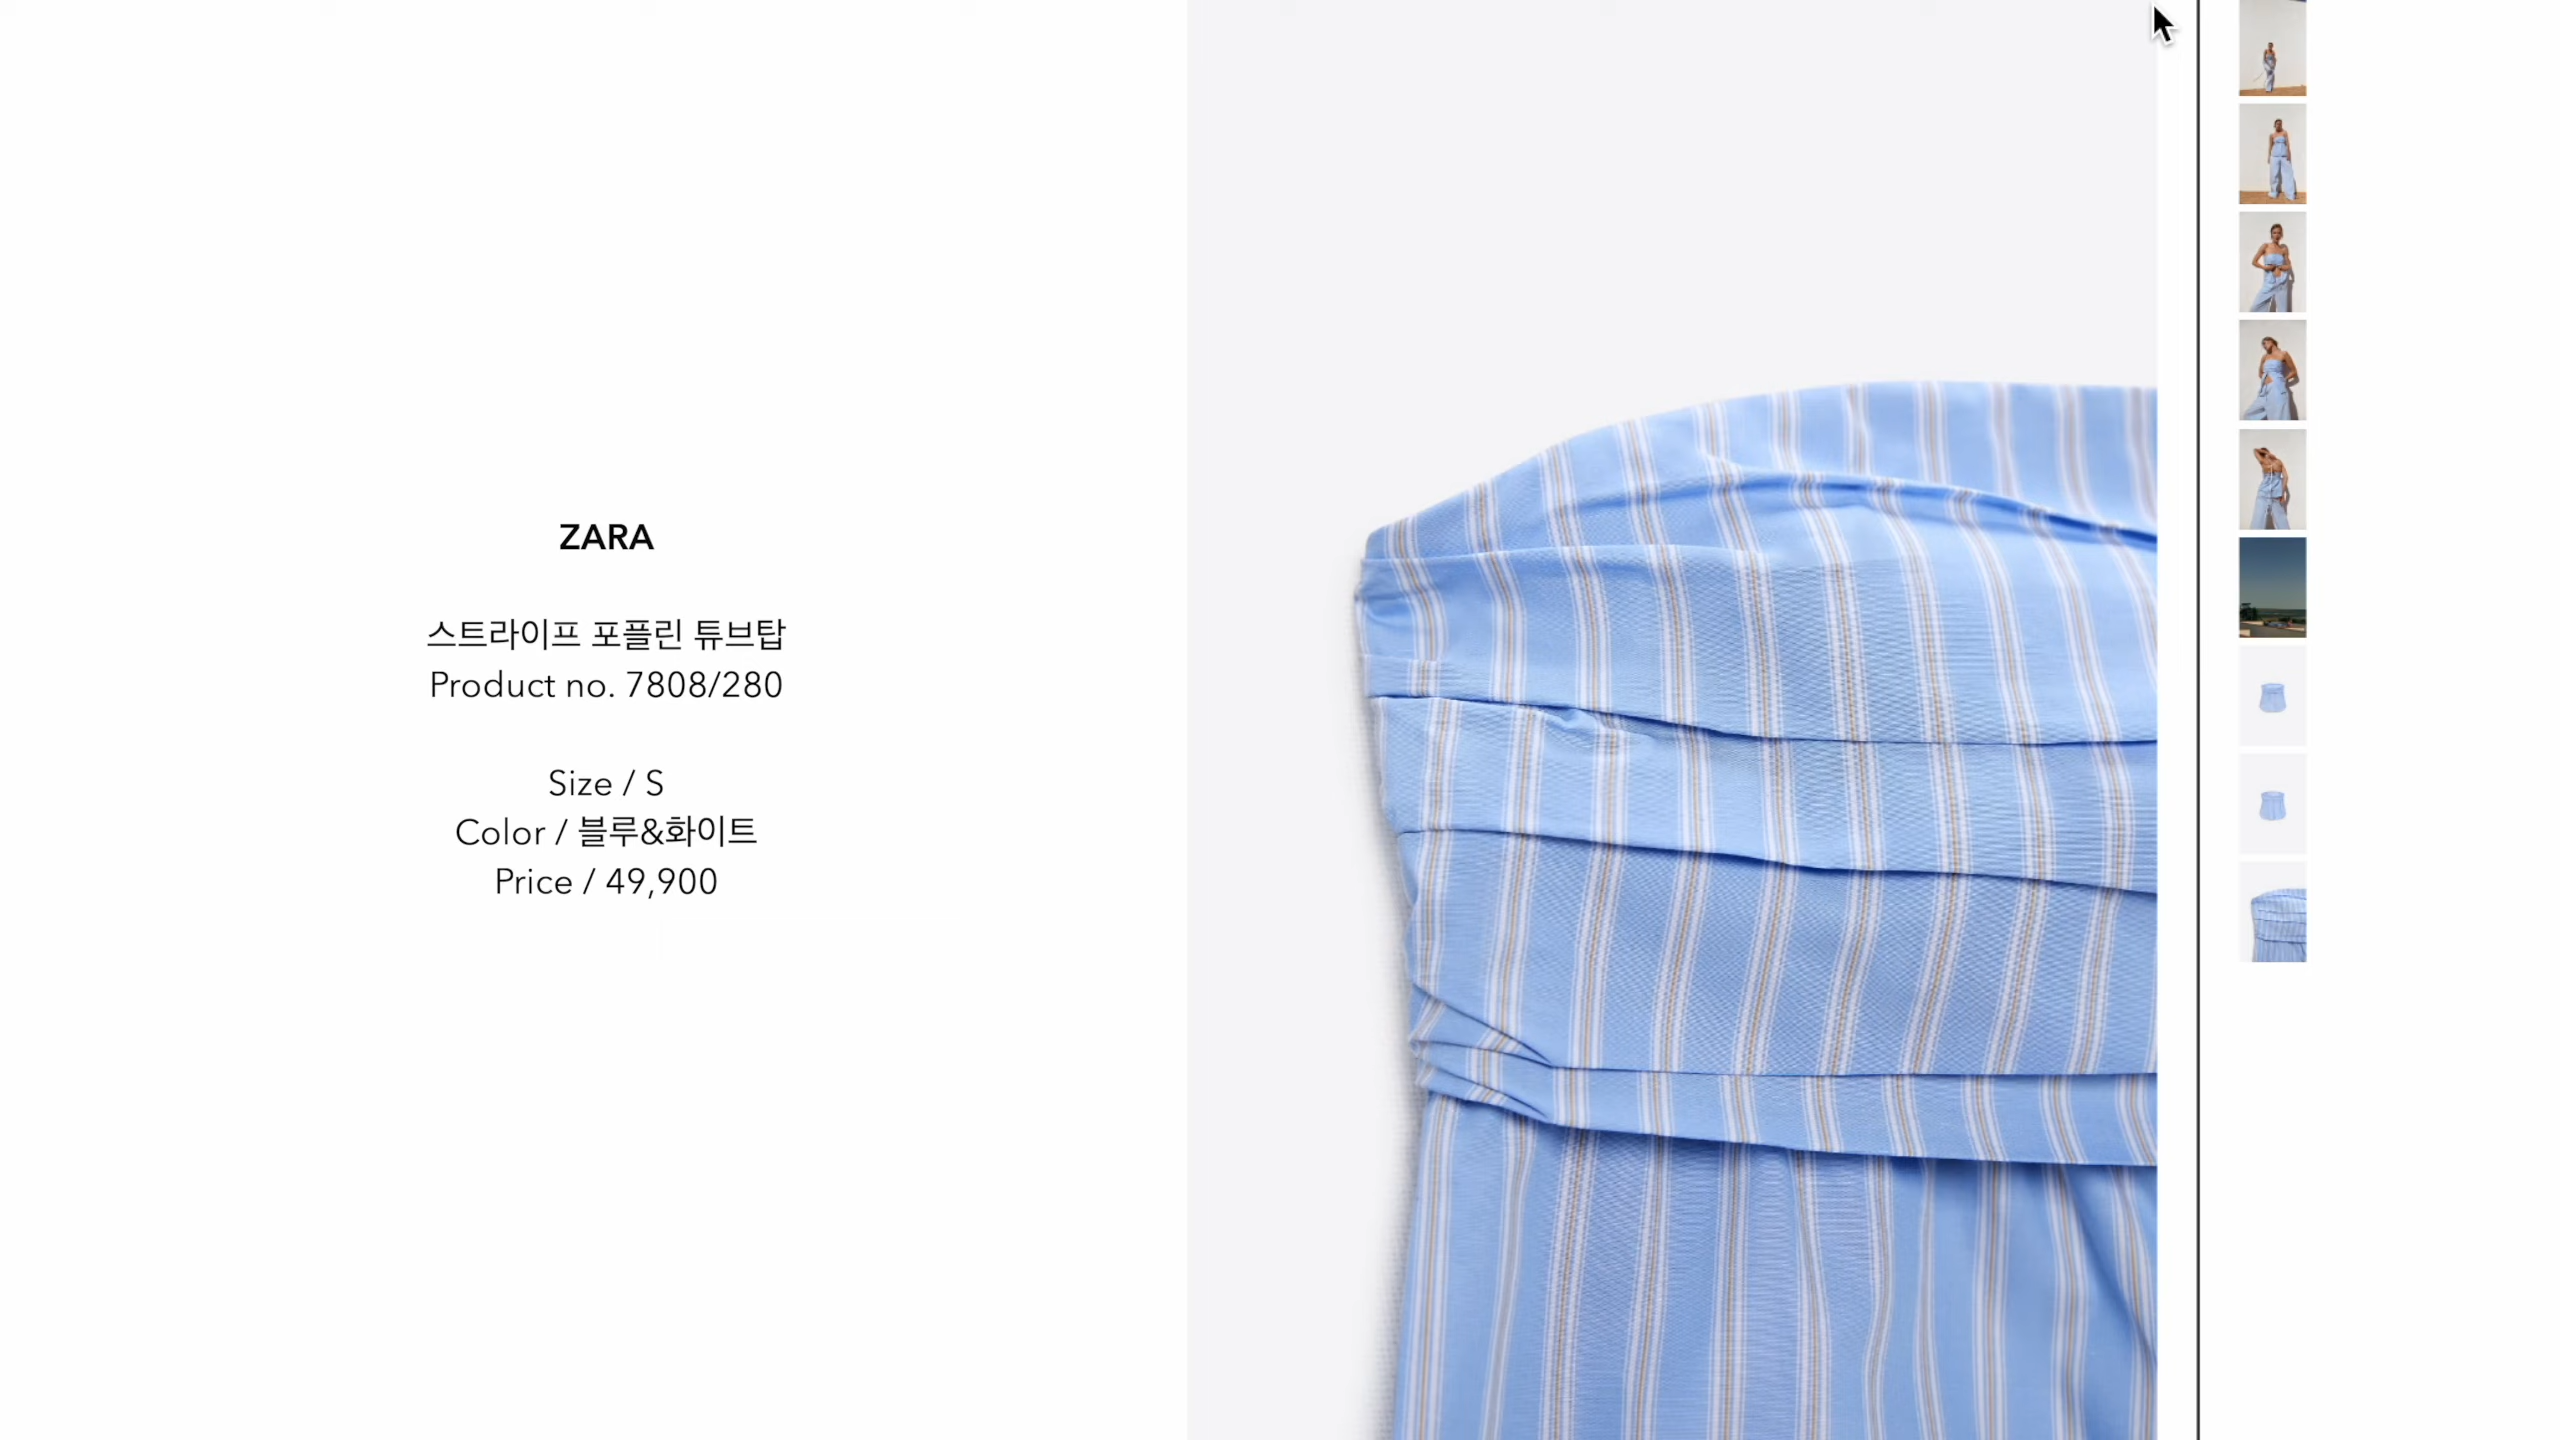 ZARA
스트라이프 포플린 튜브탑
Product no. 7808/280
Size / S
Color / 블루&화이트
Price / 49,900